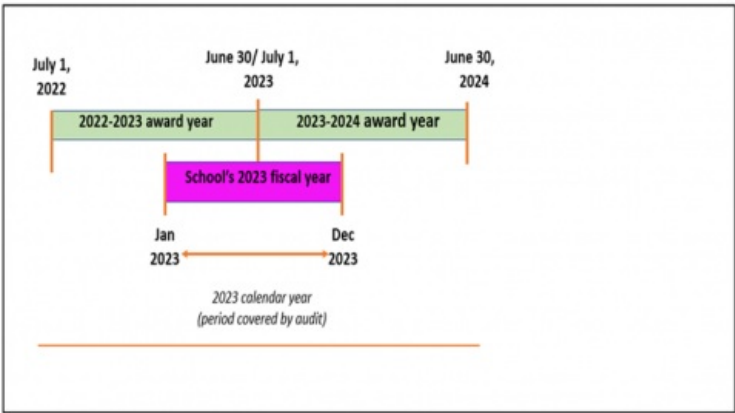 July 1,
2022
June 30/ July 1,
2023
June 30,
2024
2022-2023 award year
2023-2024 award year
School's 2023 fiscal year
Jan
2023
Dec
2023
2023 calendar year
(period covered by audit)